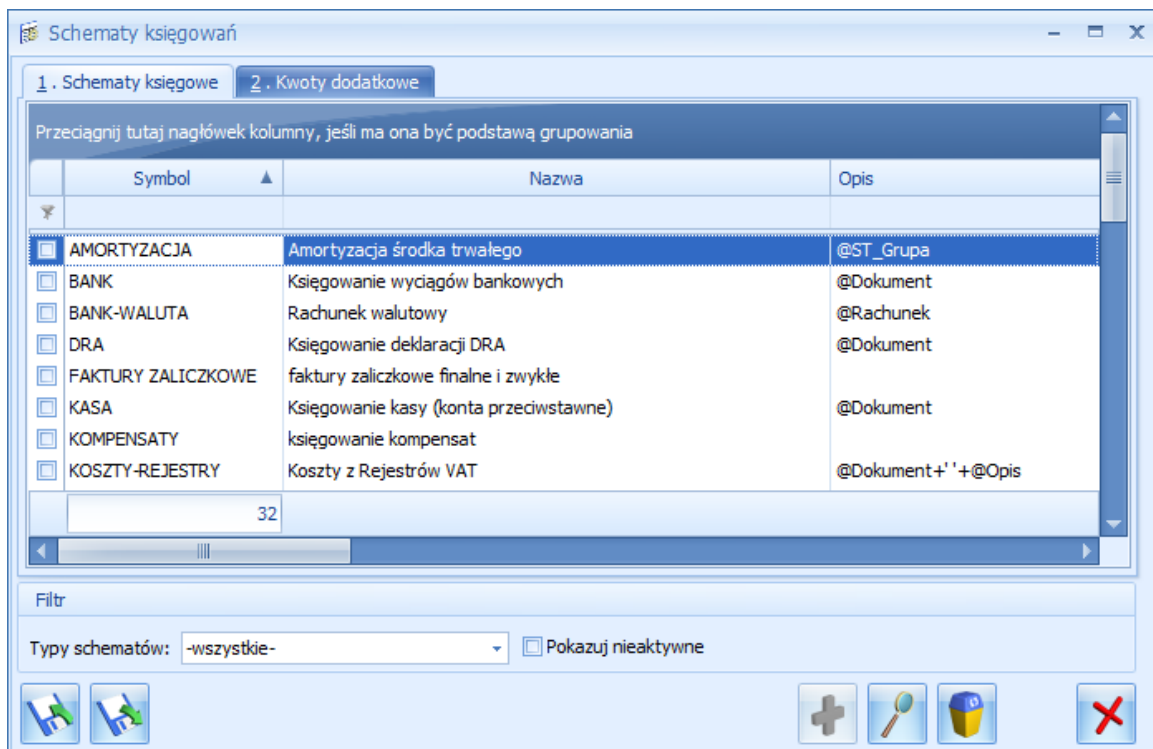 Schematy księgowań
1 . Schematy księgowe 2 . Kwoty dodatkowe
Przeciągnij tutaj nagłówek kolumny, jeśli ma ona być podstawą grupowania
Symbol Nazwa Opis
AMORTYZACJA Amortyzacja środka trwałego @ST_Grupa
BANK Księgowanie wyciągów bankowych @Dokument
BANK-WALUTA Rachunek walutowy @Rachunek
DRA Księgowanie deklaracji DRA @Dokument
FAKTURY ZALICZKOWE faktury zaliczkowe finalne i zwykłe
KASA Księgowanie kasy (konta przeciwstawne) @Dokument
KOMPENSATY księgowanie kompensat
KOSZTY-REJESTRY Koszty z Rejestrów VAT @Dokument+' '+@Opis
32
Filtr
Typy schematów: -wszystkie- Pokazuj nieaktywne